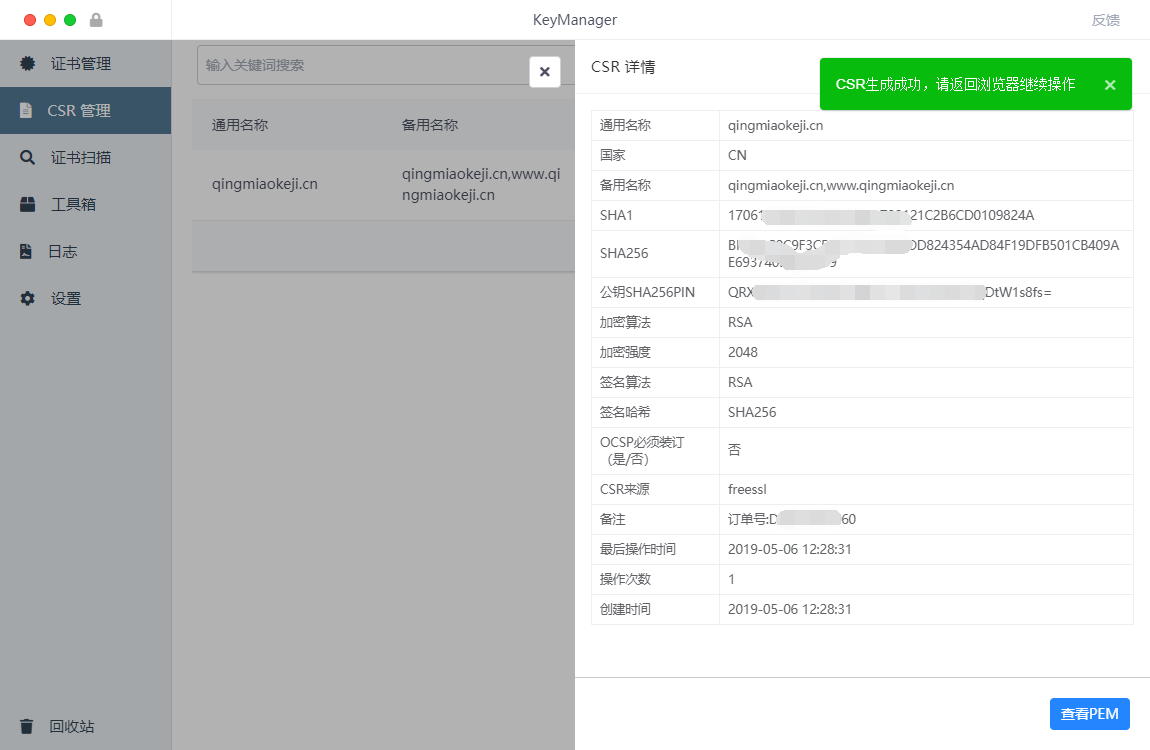 KeyManager
反馈
证书管理
CSR 管理
证书扫描
工具箱
日志
设置
回收站
输入关键词搜索
通用名称 备用名称
qingmiaokeji.cn qingmiaokeji.cn,www.qi
ngmiaokeji.cn
CSR 详情
CSR生成成功，请返回浏览器继续操作
通用名称 qingmiaokeji.cn
国家 CN
备用名称 qingmiaokeji.cn,www.qingmiaokeji.cn
SHA1 17061 121C2B6CD0109824A
SHA256 9C9F3C DD824354AD84F19DFB501CB409A
E69374
公钥SHA256PIN QRX DtW1s8fs=
加密算法 RSA
加密强度 2048
签名算法 RSA
签名哈希 SHA256
OCSP必须装订
（是/否） 否
CSR来源 freessl
备注 订单号:D 60
最后操作时间 2019-05-06 12:28:31
操作次数 1
创建时间 2019-05-06 12:28:31
查看PEM